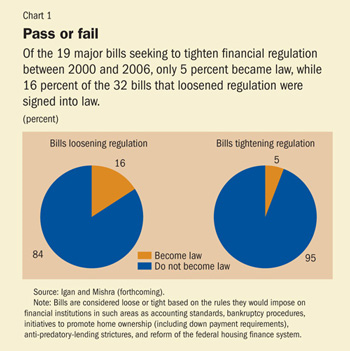 Chart 1
Pass or fail
Of the 19 major bills seeking to tighten financial regulation
between 2000 and 2006, only 5 percent became law, while
16 percent of the 32 bills that loosened regulation were
signed into law.
(percent)
Bills loosening regulation
Bills tightening regulation
16
5
84
95
Become law
Do not become law
Source: Igan and Mishra (forthcoming).
Note: Bills are considered loose or tight based on the rules they would impose on
financial institutions in such areas as accounting standards, bankruptcy procedures,
initiatives to promote home ownership (including down payment requirements),
anti-predatory-lending strictures, and reform of the federal housing finance system.